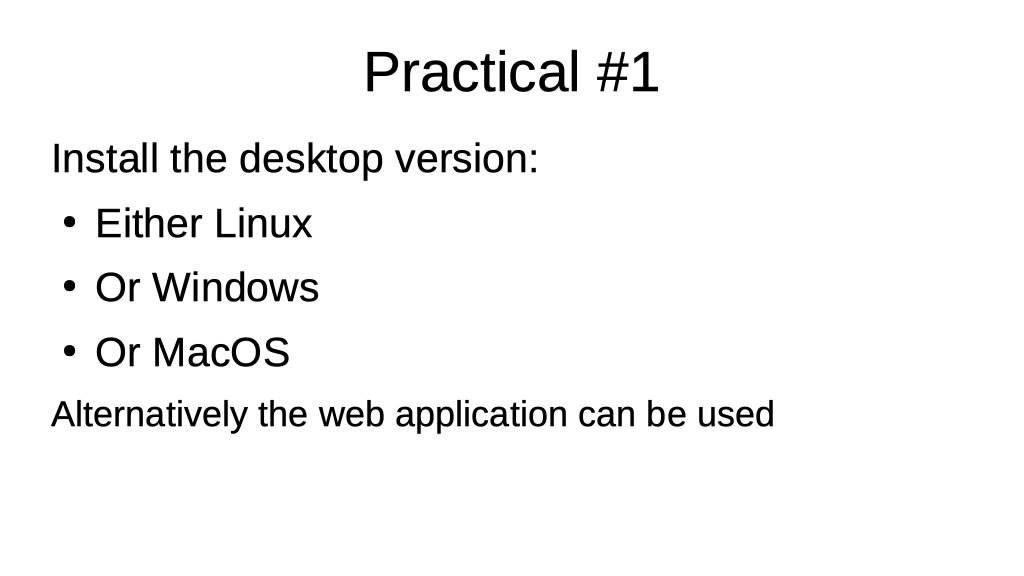 Practical #1
Install the desktop version:
• Either Linux
• Or Windows
• Or MacOS
Alternatively the web application can be used